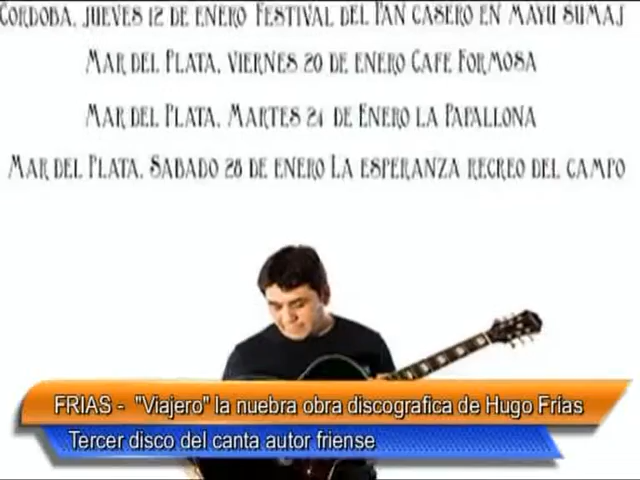 CORDOBA, JUEVES 12 DE ENERO FESTIVAL DEL PAN CASERO EN MAYU SUMAJ
MAR DEL PLATA, VIERNES 20 DE ENERO CAFE FORMOSA
MAR DEL PLATA, MARTES 24 DE ENERO LA PAPALLONA
MAR DEL PLATA, SABADO 28 DE ENERO LA ESPERANZA RECREO DEL CAMPO
FRIAS - "Viajero" la nuebra obra discografica de Hugo Frías
Tercer disco del canta autor friense